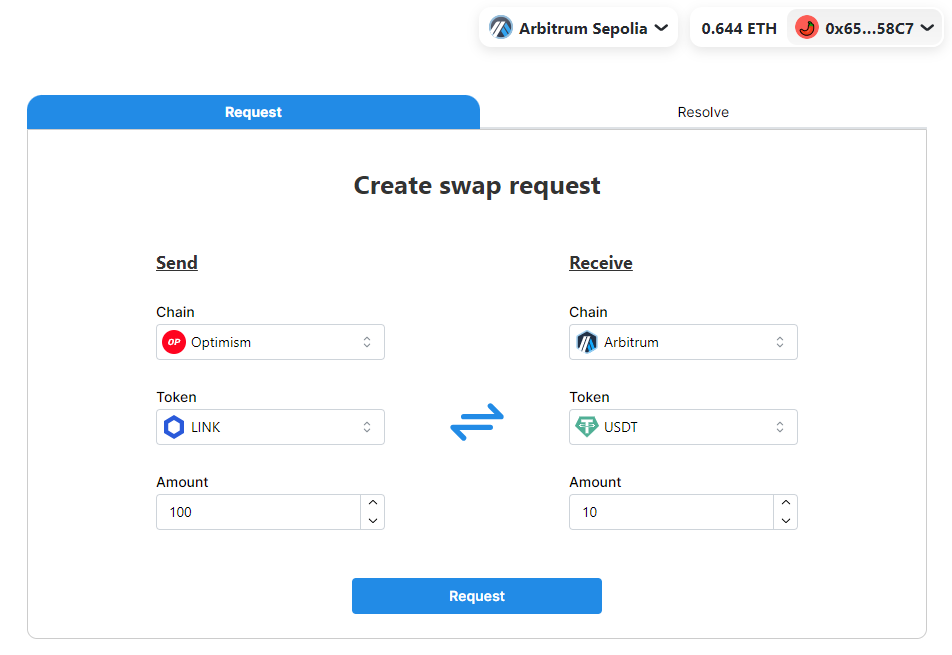 Arbitrum Sepolia 0.644 ETH 0x65...58C7
Request Resolve
Create swap request
Send Receive
Chain Chain
OP Optimism Arbitrum
Token Token
LINK USDT
Amount Amount
100 10
Request